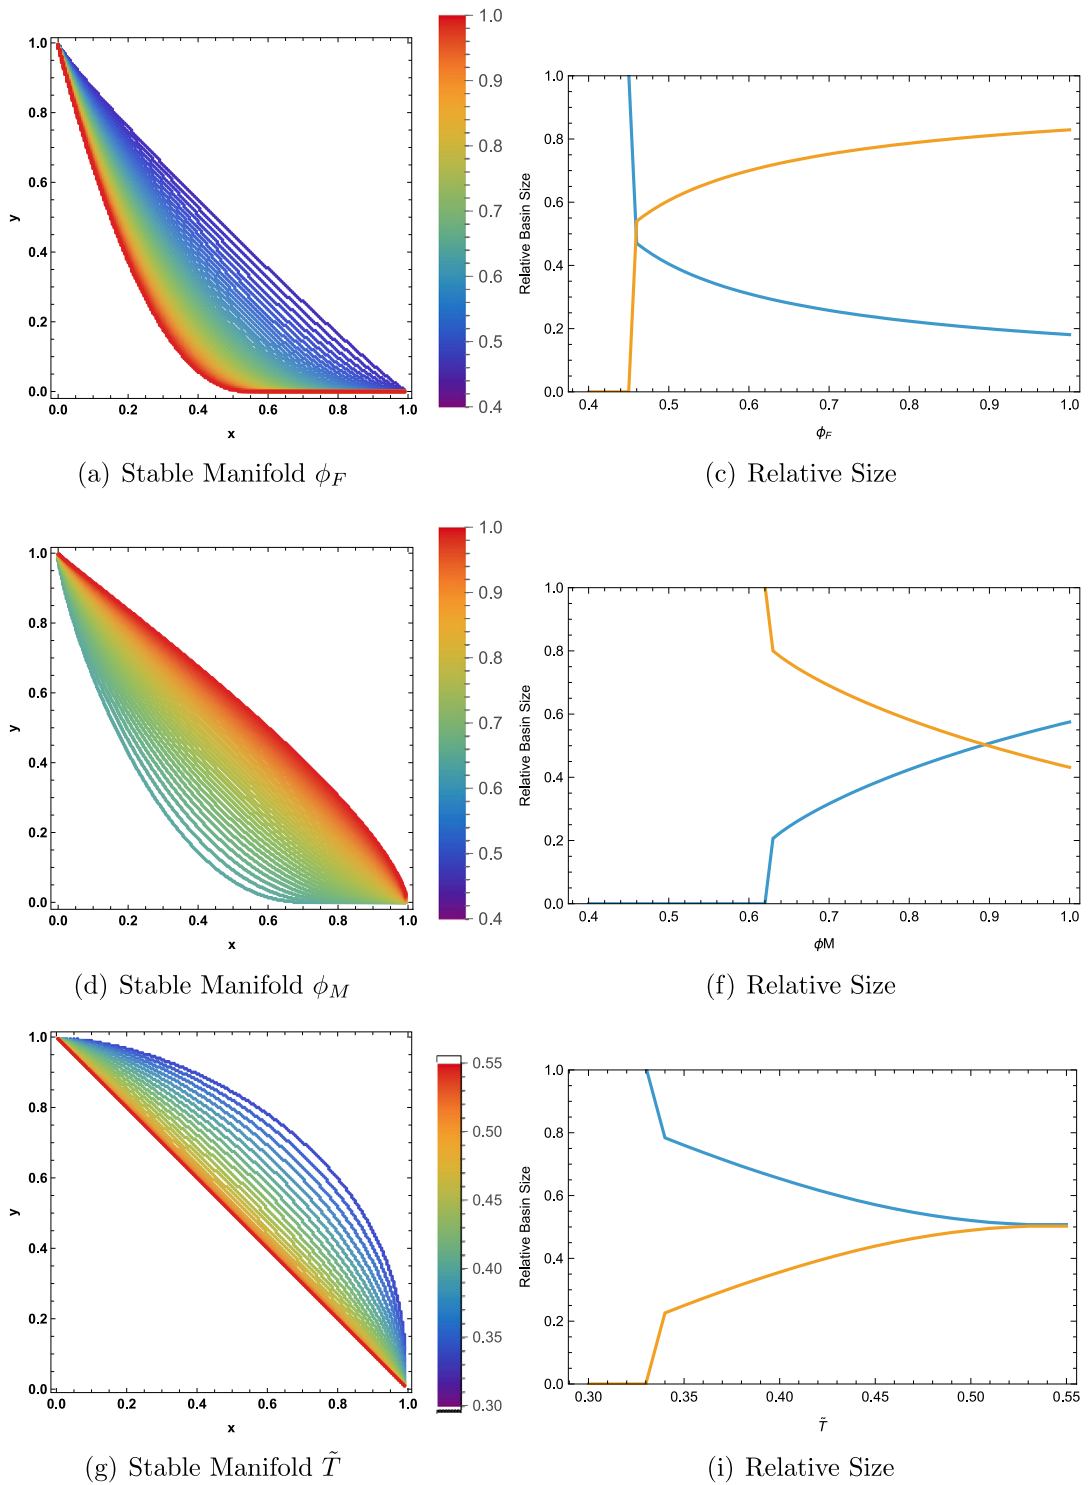 1.0
0.8
0.6
0.4
0.2
0.0
y
0.0 0.2 0.4 0.6 0.8 1.0
x
1.0
0.9
0.8
0.7
0.6
0.5
0.4
(a) Stable Manifold ϕ_F
1.0
0.8
0.6
0.4
0.2
0.0
Relative Basin Size
0.4 0.5 0.6 0.7 0.8 0.9 1.0
ϕ_F
(c) Relative Size
1.0
0.8
0.6
0.4
0.2
0.0
y
0.0 0.2 0.4 0.6 0.8 1.0
x
1.0
0.9
0.8
0.7
0.6
0.5
0.4
(d) Stable Manifold ϕ_M
1.0
0.8
0.6
0.4
0.2
0.0
Relative Basin Size
0.4 0.5 0.6 0.7 0.8 0.9 1.0
ϕM
(f) Relative Size
1.0
0.8
0.6
0.4
0.2
0.0
y
0.0 0.2 0.4 0.6 0.8 1.0
x
0.55
0.50
0.45
0.40
0.35
0.30
(g) Stable Manifold T̃
1.0
0.8
0.6
0.4
0.2
0.0
Relative Basin Size
0.30 0.35 0.40 0.45 0.50 0.55
T̃
(i) Relative Size